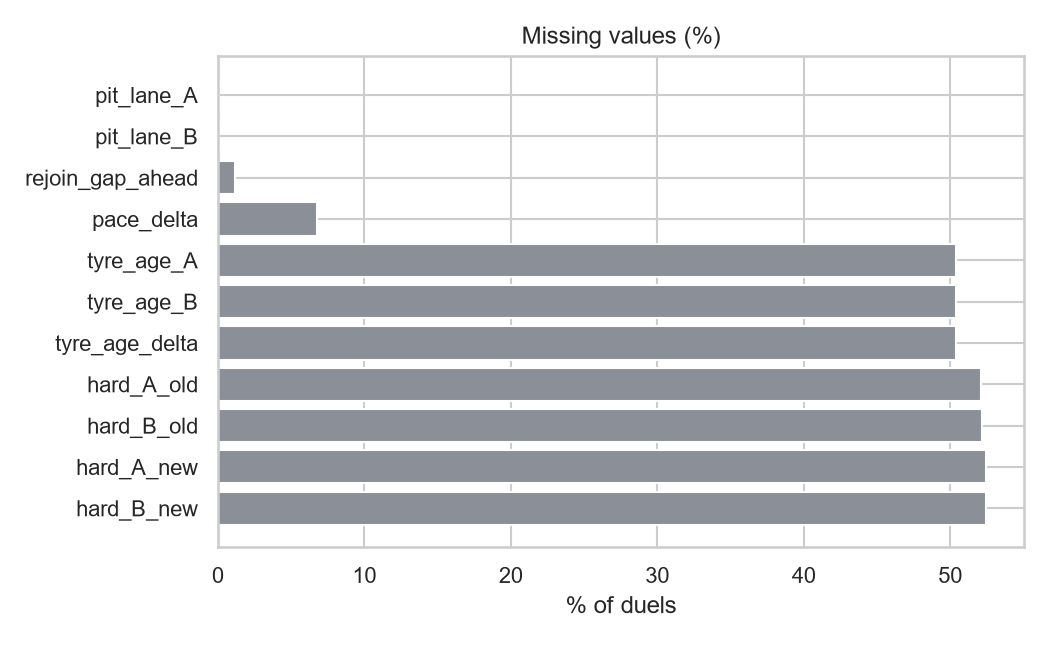 Missing values (%)
pit_lane_A
pit_lane_B
rejoin_gap_ahead
pace_delta
tyre_age_A
tyre_age_B
tyre_age_delta
hard_A_old
hard_B_old
hard_A_new
hard_B_new
0 10 20 30 40 50
% of duels